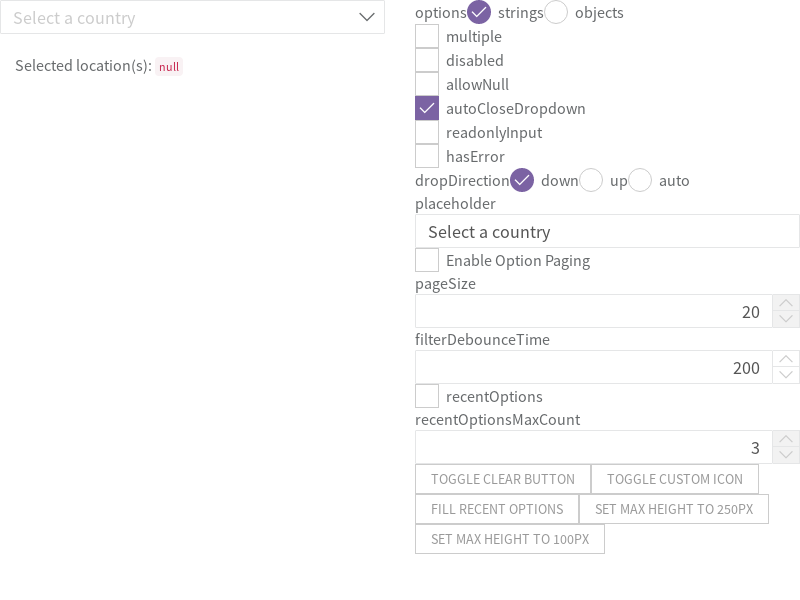 Select a country
Selected location(s): null
options strings objects
multiple
disabled
allowNull
autoCloseDropdown
readonlyInput
hasError
dropDirection down up auto
placeholder
Select a country
Enable Option Paging
pageSize
20
filterDebounceTime
200
recentOptions
recentOptionsMaxCount
3
TOGGLE CLEAR BUTTON TOGGLE CUSTOM ICON
FILL RECENT OPTIONS SET MAX HEIGHT TO 250PX
SET MAX HEIGHT TO 100PX